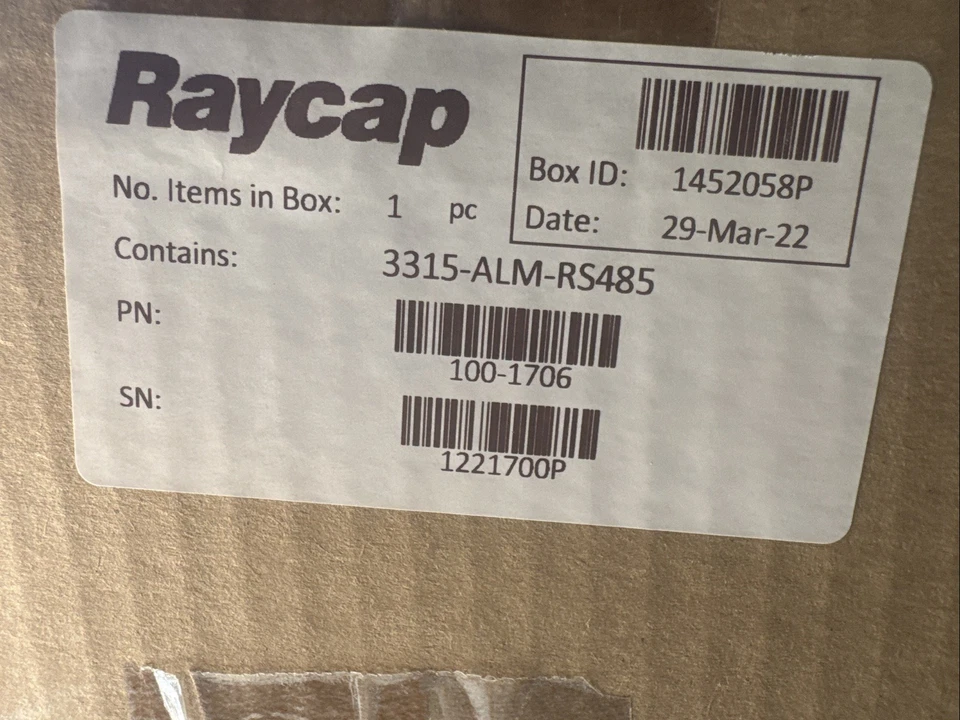 Raycap
Box ID: 1452058P
Date: 29-Mar-22
No. Items in Box: 1 pc
Contains: 3315-ALM-RS485
PN:
100-1706
SN:
1221700P